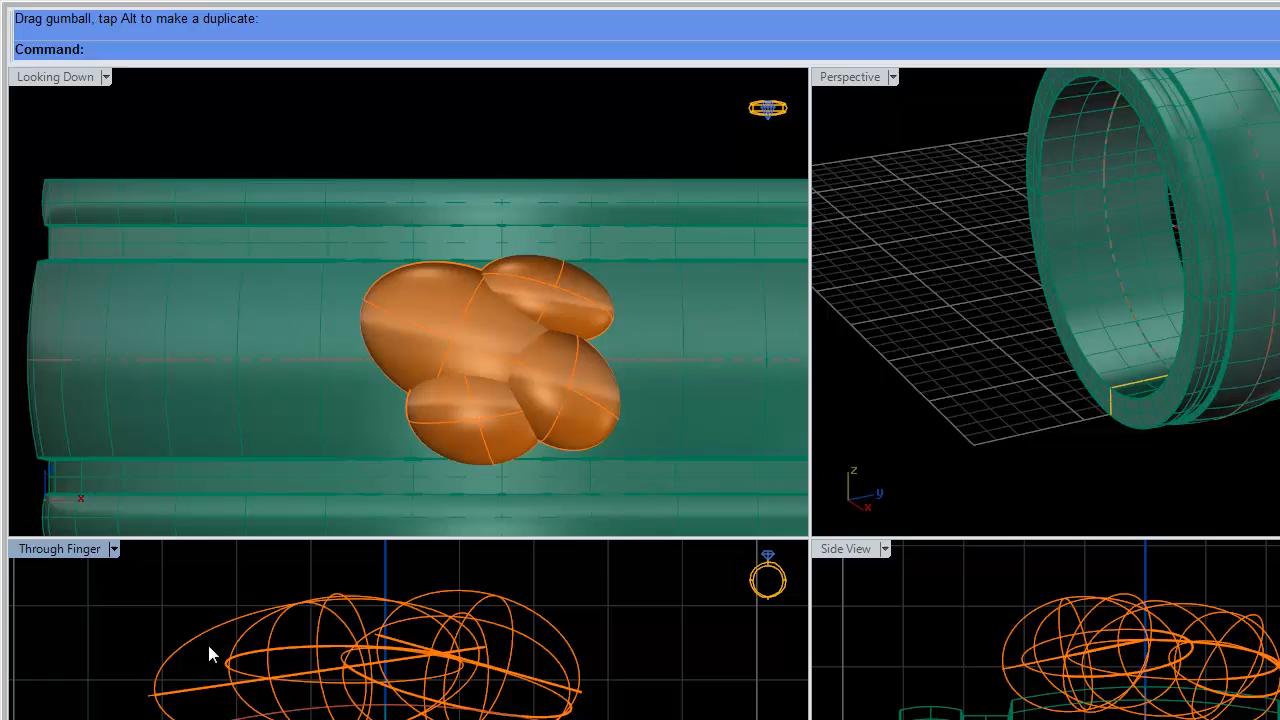 Drag gumball, tap Alt to make a duplicate:
Command:
Looking Down
Perspective
x
z
y
x
Through Finger
Side View